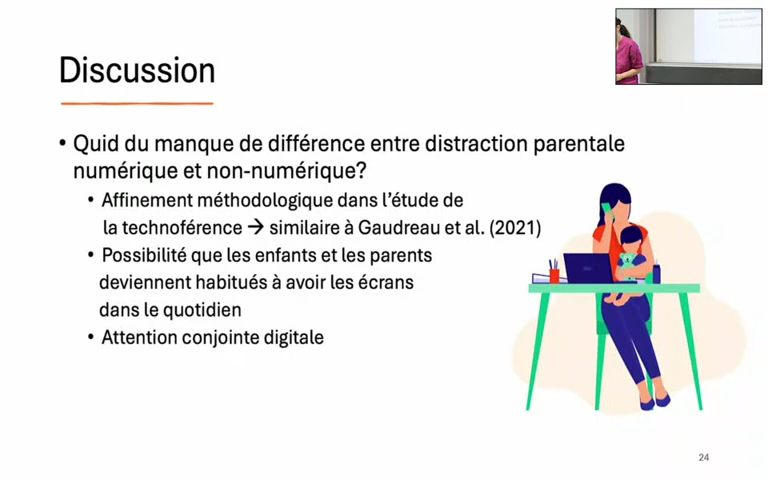 Discussion
• Quid du manque de différence entre distraction parentale
numérique et non-numérique?
• Affinement méthodologique dans l'étude de
la technoférence → similaire à Gaudreau et al. (2021)
• Possibilité que les enfants et les parents
deviennent habitués à avoir les écrans
dans le quotidien
• Attention conjointe digitale
24